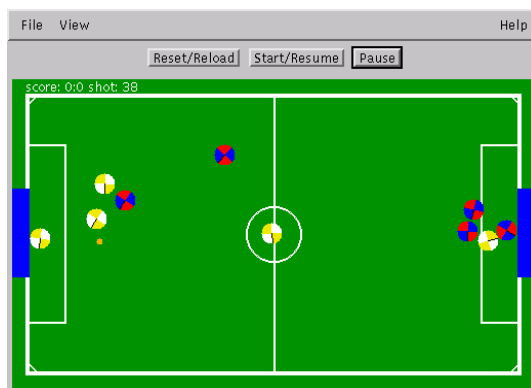 File View Help
Reset/Reload Start/Resume Pause
score: 0:0 shot: 38